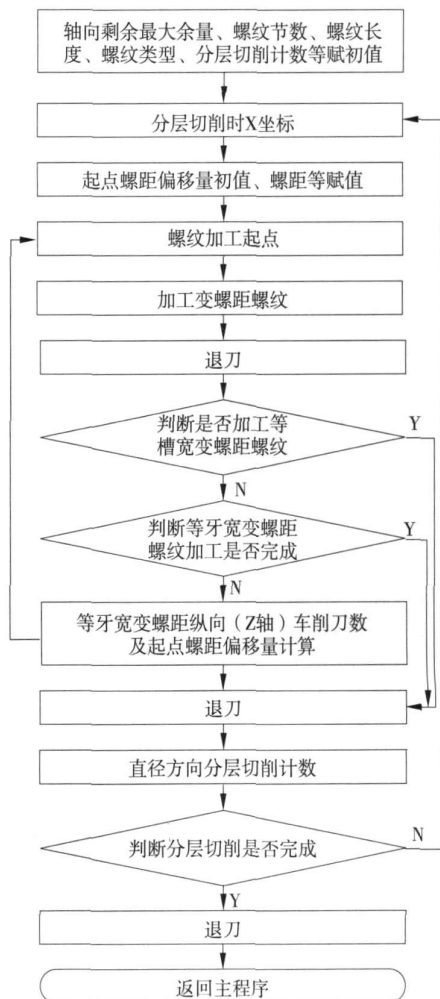 轴向剩余最大余量、螺纹节数、螺纹长
度、螺纹类型、分层切削计数等赋初值
分层切削时X坐标
起点螺距偏移量初值、螺距等赋值
螺纹加工起点
加工变螺距螺纹
退刀
判断是否加工等
槽宽变螺距螺纹
Y
N
判断等牙宽变螺距
螺纹加工是否完成
Y
N
等牙宽变螺距纵向（Z轴）车削刀数
及起点螺距偏移量计算
退刀
直径方向分层切削计数
判断分层切削是否完成
N
Y
退刀
返回主程序